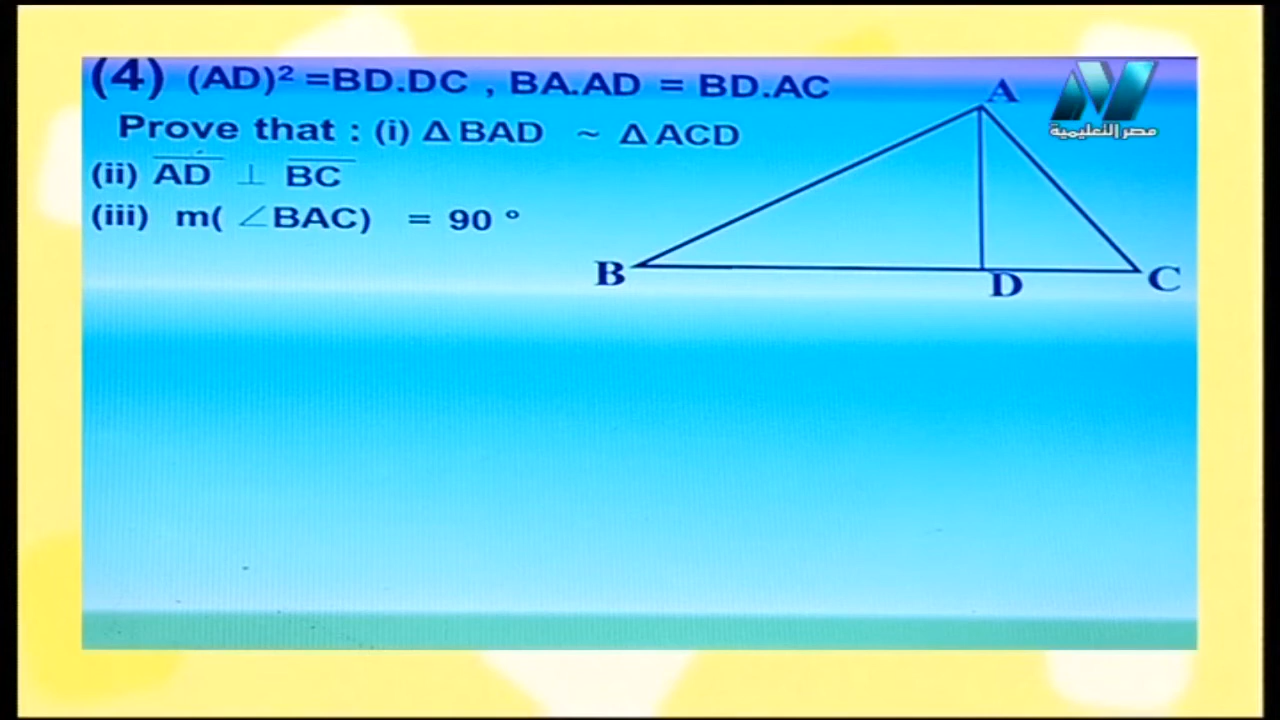 (4) (AD)² =BD.DC , BA.AD = BD.AC
Prove that : (i) Δ BAD ~ Δ ACD
(ii) AD ⊥ BC
(iii) m( ∠BAC) = 90 °
A
B
D
C
مصر التعليمية